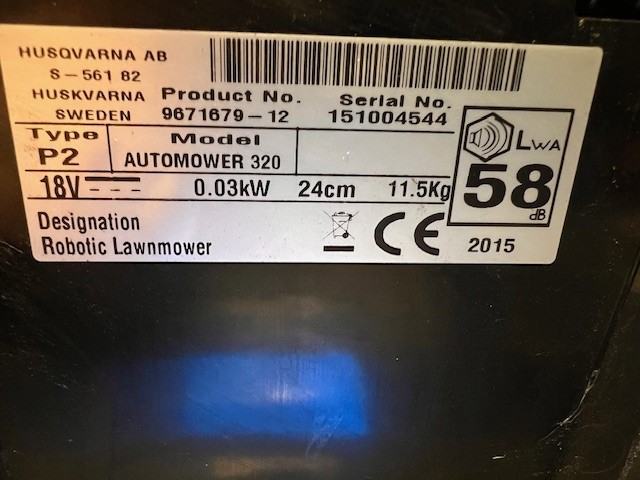 HUSQVARNA AB
S-561 82
HUSKVARNA
SWEDEN
Product No.
9671679-12
Serial No.
151004544
Type
P2
Model
AUTOMOWER 320
18V 0.03kW 24cm 11.5Kg
LWA
58
dB
Designation
Robotic Lawnmower
CE 2015